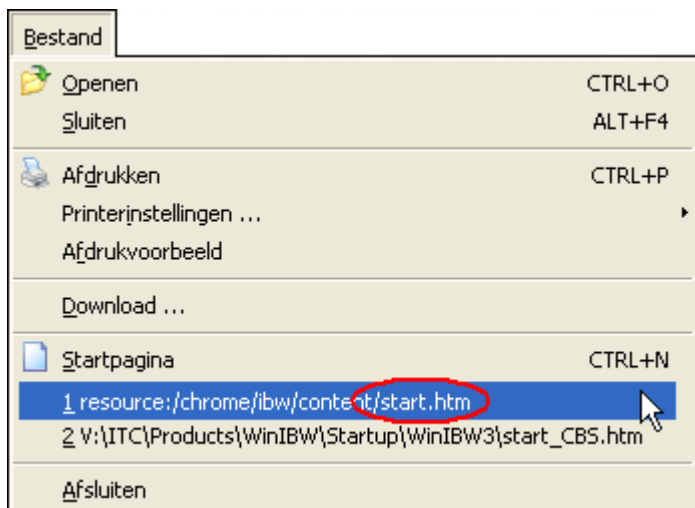 Bestand
Openen CTRL+O
Sluiten ALT+F4
Afdrukken CTRL+P
Printerinstellingen ...
Afdrukvoorbeeld
Download ...
Startpagina CTRL+N
1 resource:/chrome/ibw/content/start.htm
2 V:\ITC\Products\WinIBW\Startup\WinIBW3\start_CBS.htm
Afsluiten